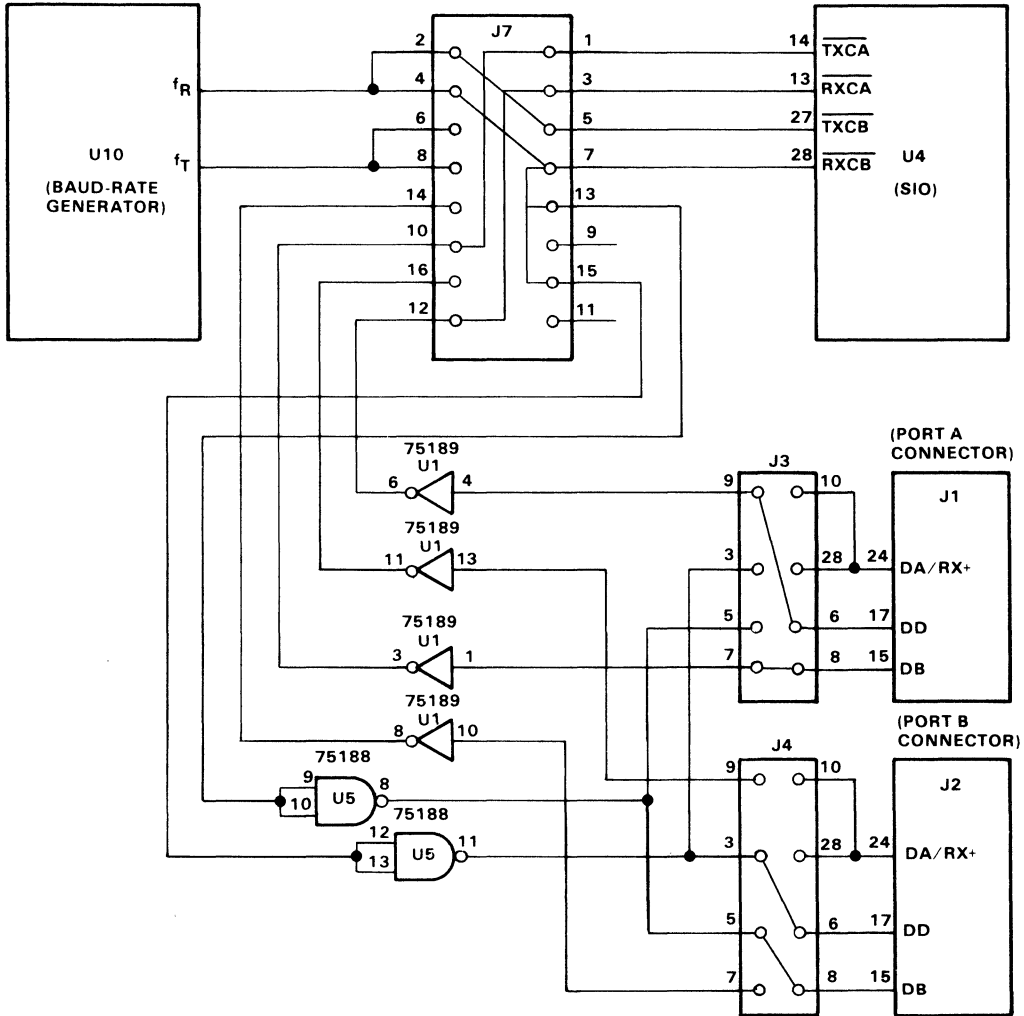 J7
2
1
14
TXCA
fR
4
3
13
RXCA
6
5
27
TXCB
U10
fT
8
7
28
RXCB
U4
(BAUD-RATE
GENERATOR)
(SIO)
14
13
10
9
16
15
12
11
(PORT A
CONNECTOR)
75189
U1
6
4
J3
9
10
J1
75189
U1
11
13
3
28
24
DA/RX+
75189
U1
5
6
17
DD
3
1
7
8
15
DB
75189
U1
8
10
(PORT B
CONNECTOR)
J4
75188
9
10
U5
8
9
10
J2
75188
12
13
U5
11
3
28
24
DA/RX+
5
6
17
DD
7
8
15
DB